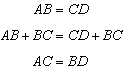 AB = CD
AB + BC = CD + BC
AC = BD